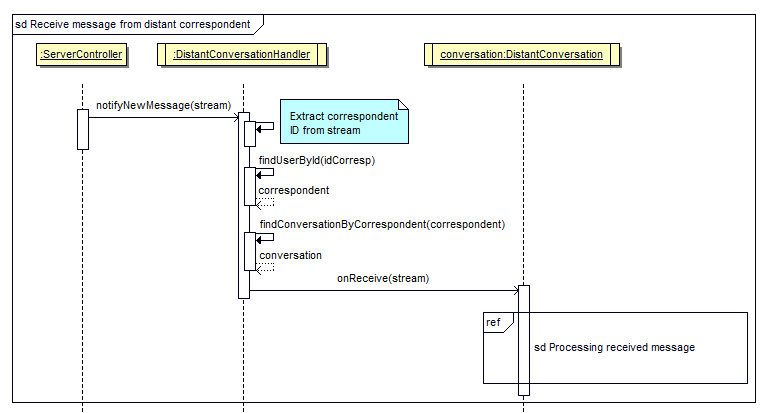 sd Receive message from distant correspondent
:ServerController
:DistantConversationHandler
conversation:DistantConversation
notifyNewMessage(stream)
Extract correspondent
ID from stream
findUserById(idCorresp)
correspondent
findConversationByCorrespondent(correspondent)
conversation
onReceive(stream)
ref
sd Processing received message